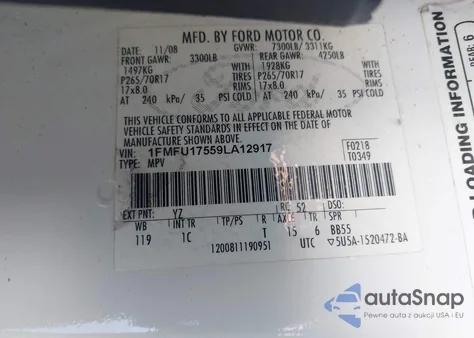 MFD. BY FORD MOTOR CO.
DATE: 11/08 GVWR: 7300LB/ 3311KG
FRONT GAWR: 3300LB REAR GAWR: 4250LB
1497KG 1928KG
P265/70R17 TIRES P265/70R17 TIRES
17x8.0 RIMS 17x8.0 RIMS
AT 240 kPa/ 35 PSI COLD AT 240 kPa/ 35 PSI COLD
THIS VEHICLE CONFORMS TO ALL APPLICABLE FEDERAL MOTOR
VEHICLE SAFETY STANDARDS IN EFFECT ON THE DATE OF
MANUFACTURE SHOWN ABOVE.
VIN: 1FMFU17559LA12917 F0218
TYPE: MPV T0349
EXT PNT: YZ RC: 52 DSO:
WB INT TR TP/PS R AXLE TR SPR
119 1C T 15 6 BB55
1200811190951 UTC ▽5U5A-1520472-BA
LOADING INFORMATION
REAR: 6
autoSnap
Pewne auta z aukcji USA i EU